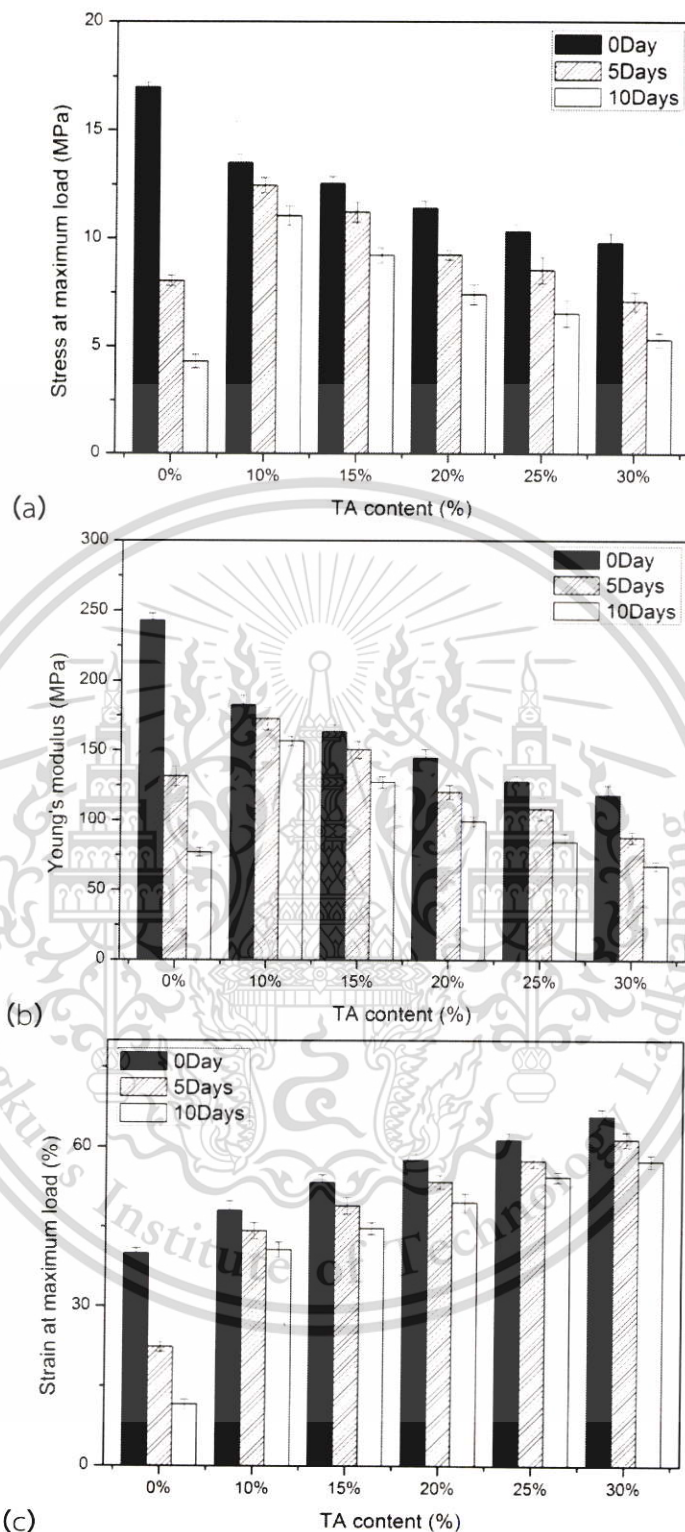 20
15
10
5
0
Stress at maximum load (MPa)
0Day
5Days
10Days
0% 10% 15% 20% 25% 30%
TA content (%)
(a)
300
250
200
150
100
50
0
Young's modulus (MPa)
0Day
5Days
10Days
0% 10% 15% 20% 25% 30%
TA content (%)
(b)
60
30
0
Strain at maximum load (%)
0Day
5Days
10Days
0% 10% 15% 20% 25% 30%
TA content (%)
(c)
Institute of Technology Ladkrabang